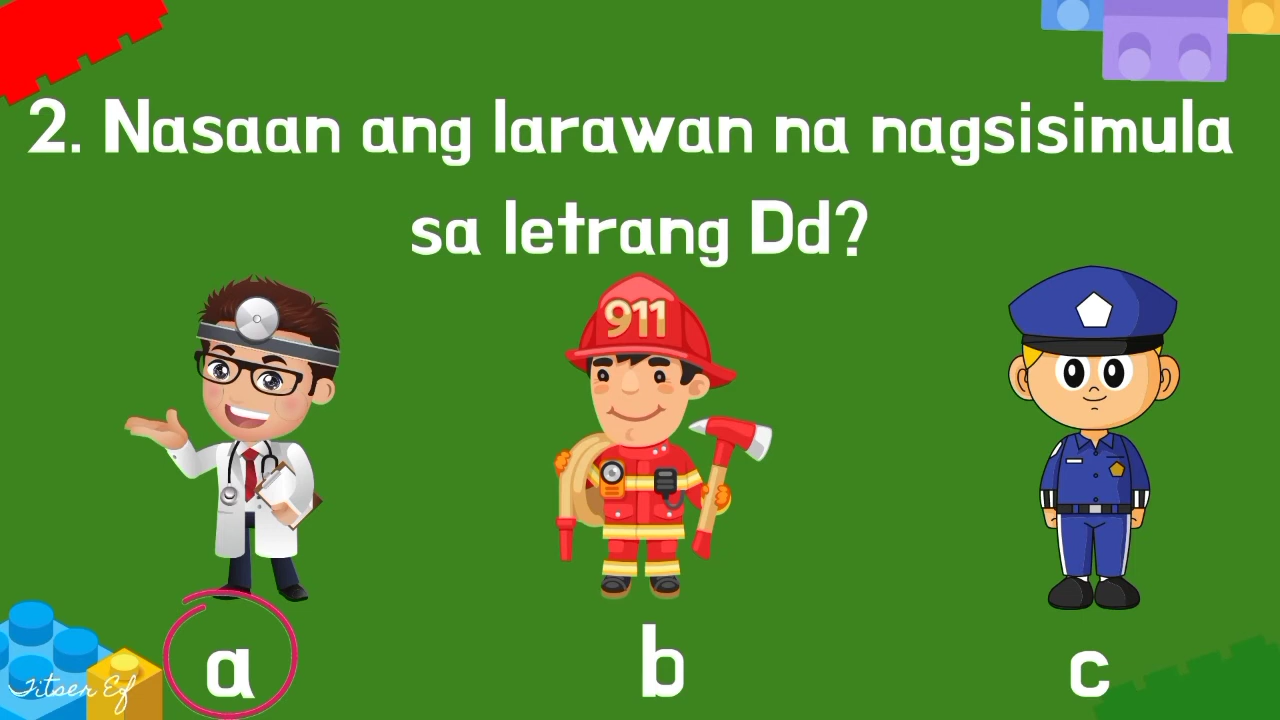 2. Nasaan ang larawan na nagsisimula
sa letrang Dd?
911
a
b
c
Titser Ef